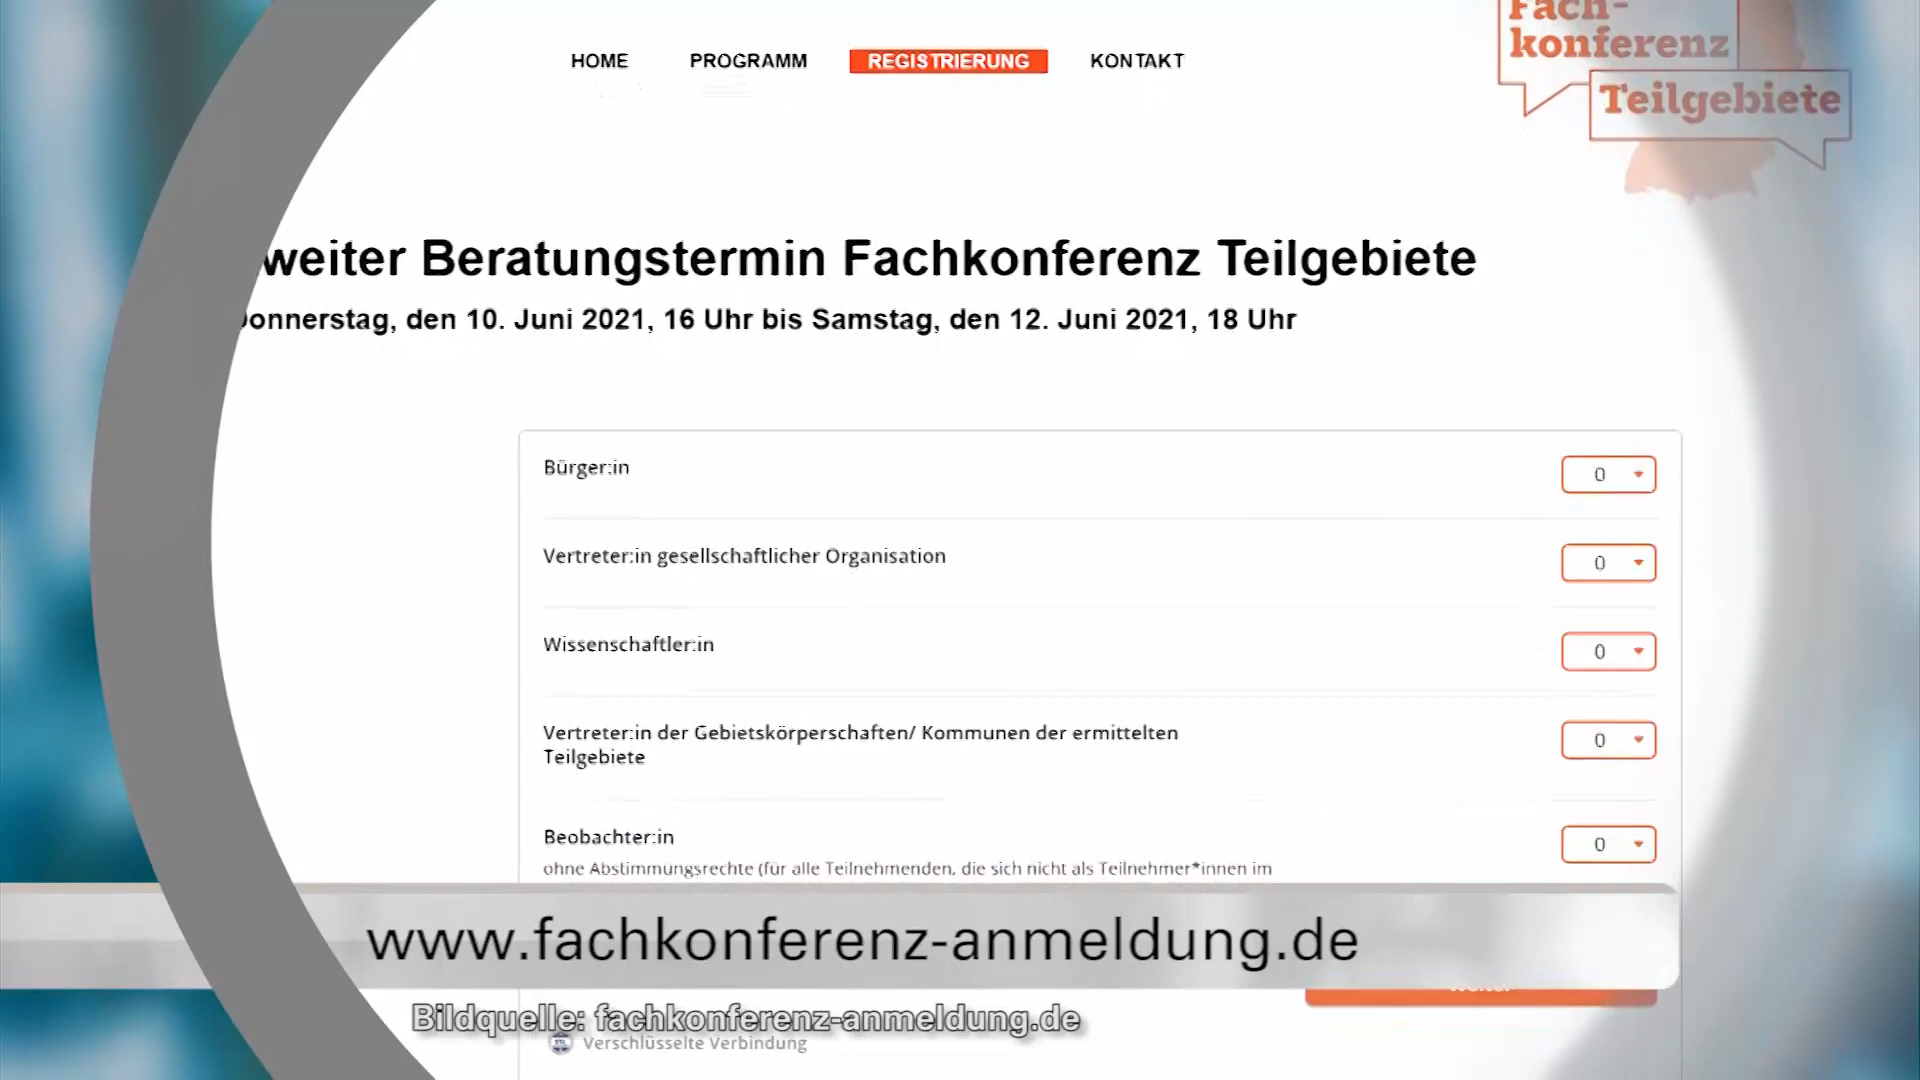 HOME PROGRAMM REGISTRIERUNG KONTAKT
Fach-
konferenz
Teilgebiete
weiter Beratungstermin Fachkonferenz Teilgebiete
onnerstag, den 10. Juni 2021, 16 Uhr bis Samstag, den 12. Juni 2021, 18 Uhr
Bürger:in 0
Vertreter:in gesellschaftlicher Organisation 0
Wissenschaftler:in 0
Vertreter:in der Gebietskörperschaften/ Kommunen der ermittelten 0
Teilgebiete
Beobachter:in 0
ohne Abstimmungsrechte (für alle Teilnehmenden, die sich nicht als Teilnehmer*innen im
www.fachkonferenz-anmeldung.de
Bildquelle: fachkonferenz-anmeldung.de
Verschlüsselte Verbindung